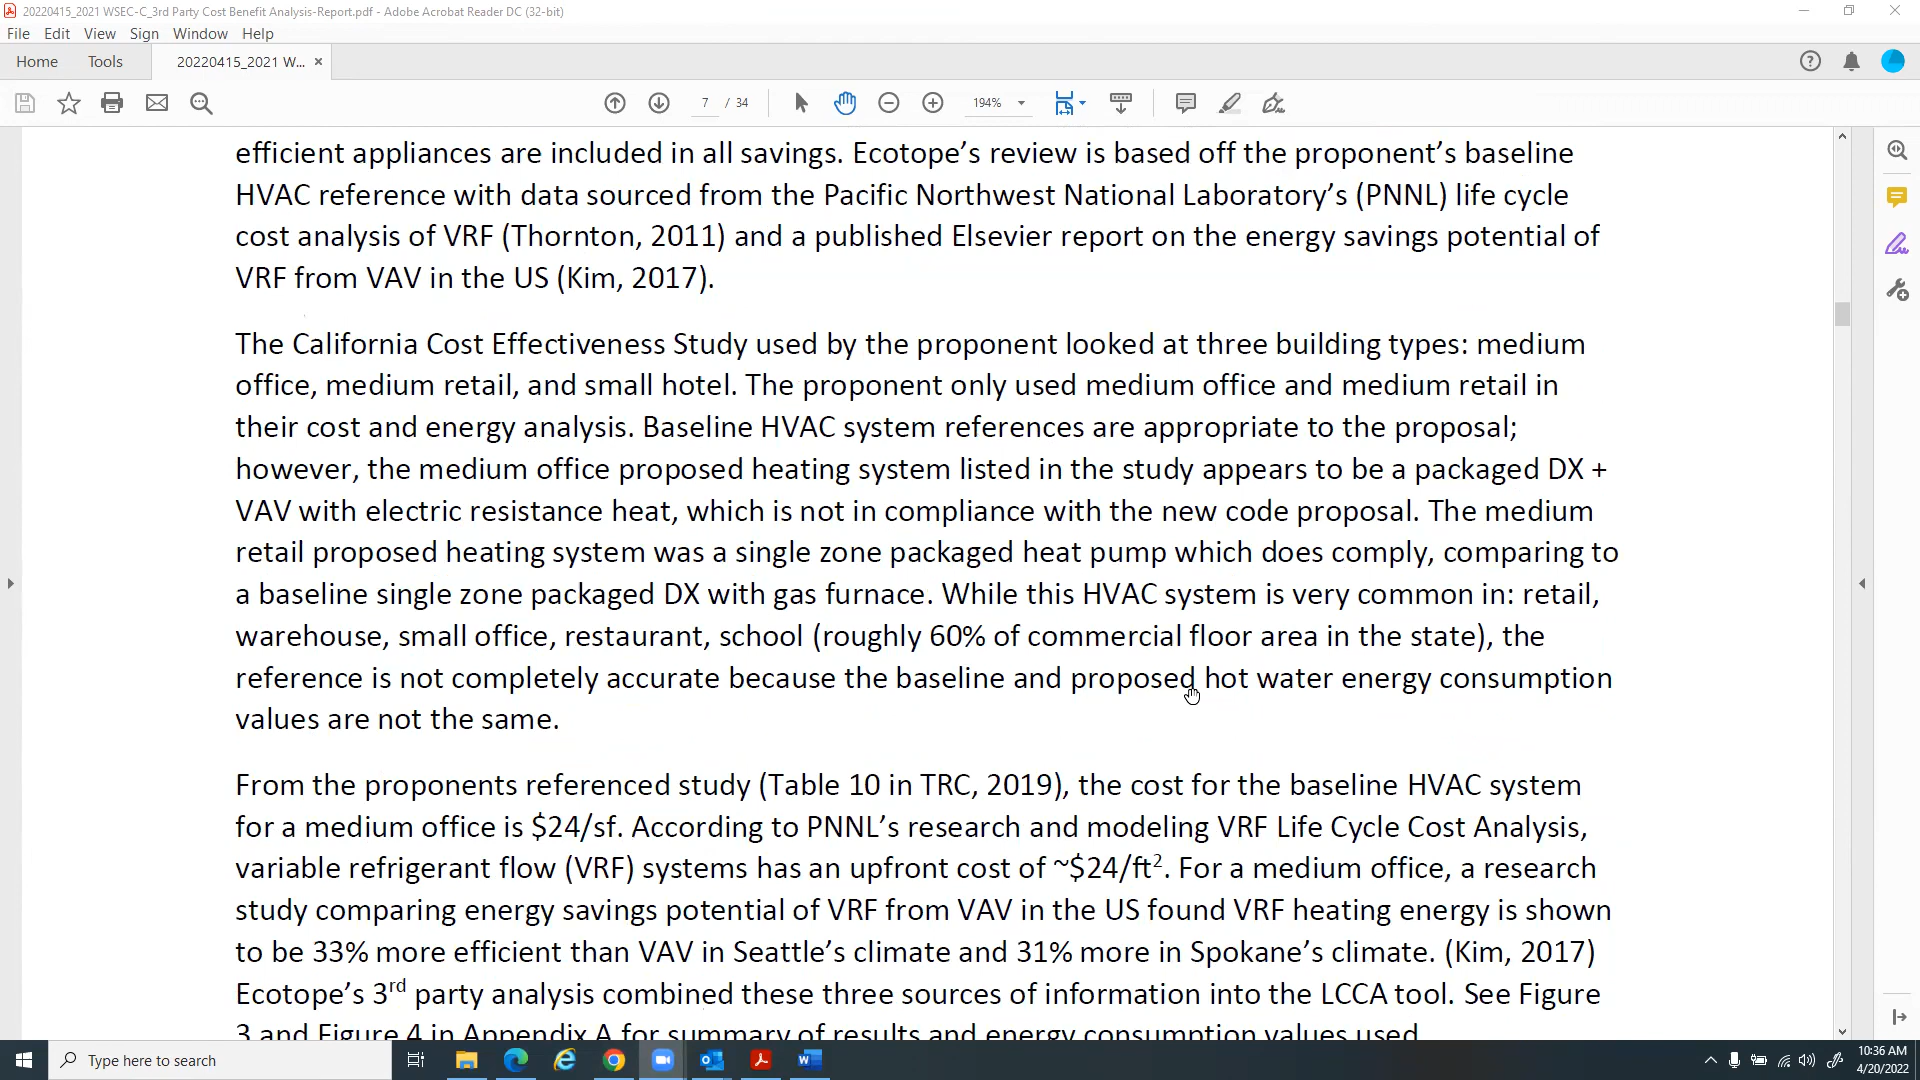 20220415_2021 WSEC-C_3rd Party Cost Benefit Analysis-Report.pdf - Adobe Acrobat Reader DC (32-bit)
File Edit View Sign Window Help
Home Tools 20220415_2021 W... ×
7 / 34 194%
efficient appliances are included in all savings. Ecotope’s review is based off the proponent’s baseline
HVAC reference with data sourced from the Pacific Northwest National Laboratory’s (PNNL) life cycle
cost analysis of VRF (Thornton, 2011) and a published Elsevier report on the energy savings potential of
VRF from VAV in the US (Kim, 2017).
The California Cost Effectiveness Study used by the proponent looked at three building types: medium
office, medium retail, and small hotel. The proponent only used medium office and medium retail in
their cost and energy analysis. Baseline HVAC system references are appropriate to the proposal;
however, the medium office proposed heating system listed in the study appears to be a packaged DX +
VAV with electric resistance heat, which is not in compliance with the new code proposal. The medium
retail proposed heating system was a single zone packaged heat pump which does comply, comparing to
a baseline single zone packaged DX with gas furnace. While this HVAC system is very common in: retail,
warehouse, small office, restaurant, school (roughly 60% of commercial floor area in the state), the
reference is not completely accurate because the baseline and proposed hot water energy consumption
values are not the same.
From the proponents referenced study (Table 10 in TRC, 2019), the cost for the baseline HVAC system
for a medium office is $24/sf. According to PNNL’s research and modeling VRF Life Cycle Cost Analysis,
variable refrigerant flow (VRF) systems has an upfront cost of ~$24/ft². For a medium office, a research
study comparing energy savings potential of VRF from VAV in the US found VRF heating energy is shown
to be 33% more efficient than VAV in Seattle’s climate and 31% more in Spokane’s climate. (Kim, 2017)
Ecotope’s 3rd party analysis combined these three sources of information into the LCCA tool. See Figure
3 and Figure 4 in Appendix A for summary of results and energy consumption values used.
Type here to search
10:36 AM
4/20/2022